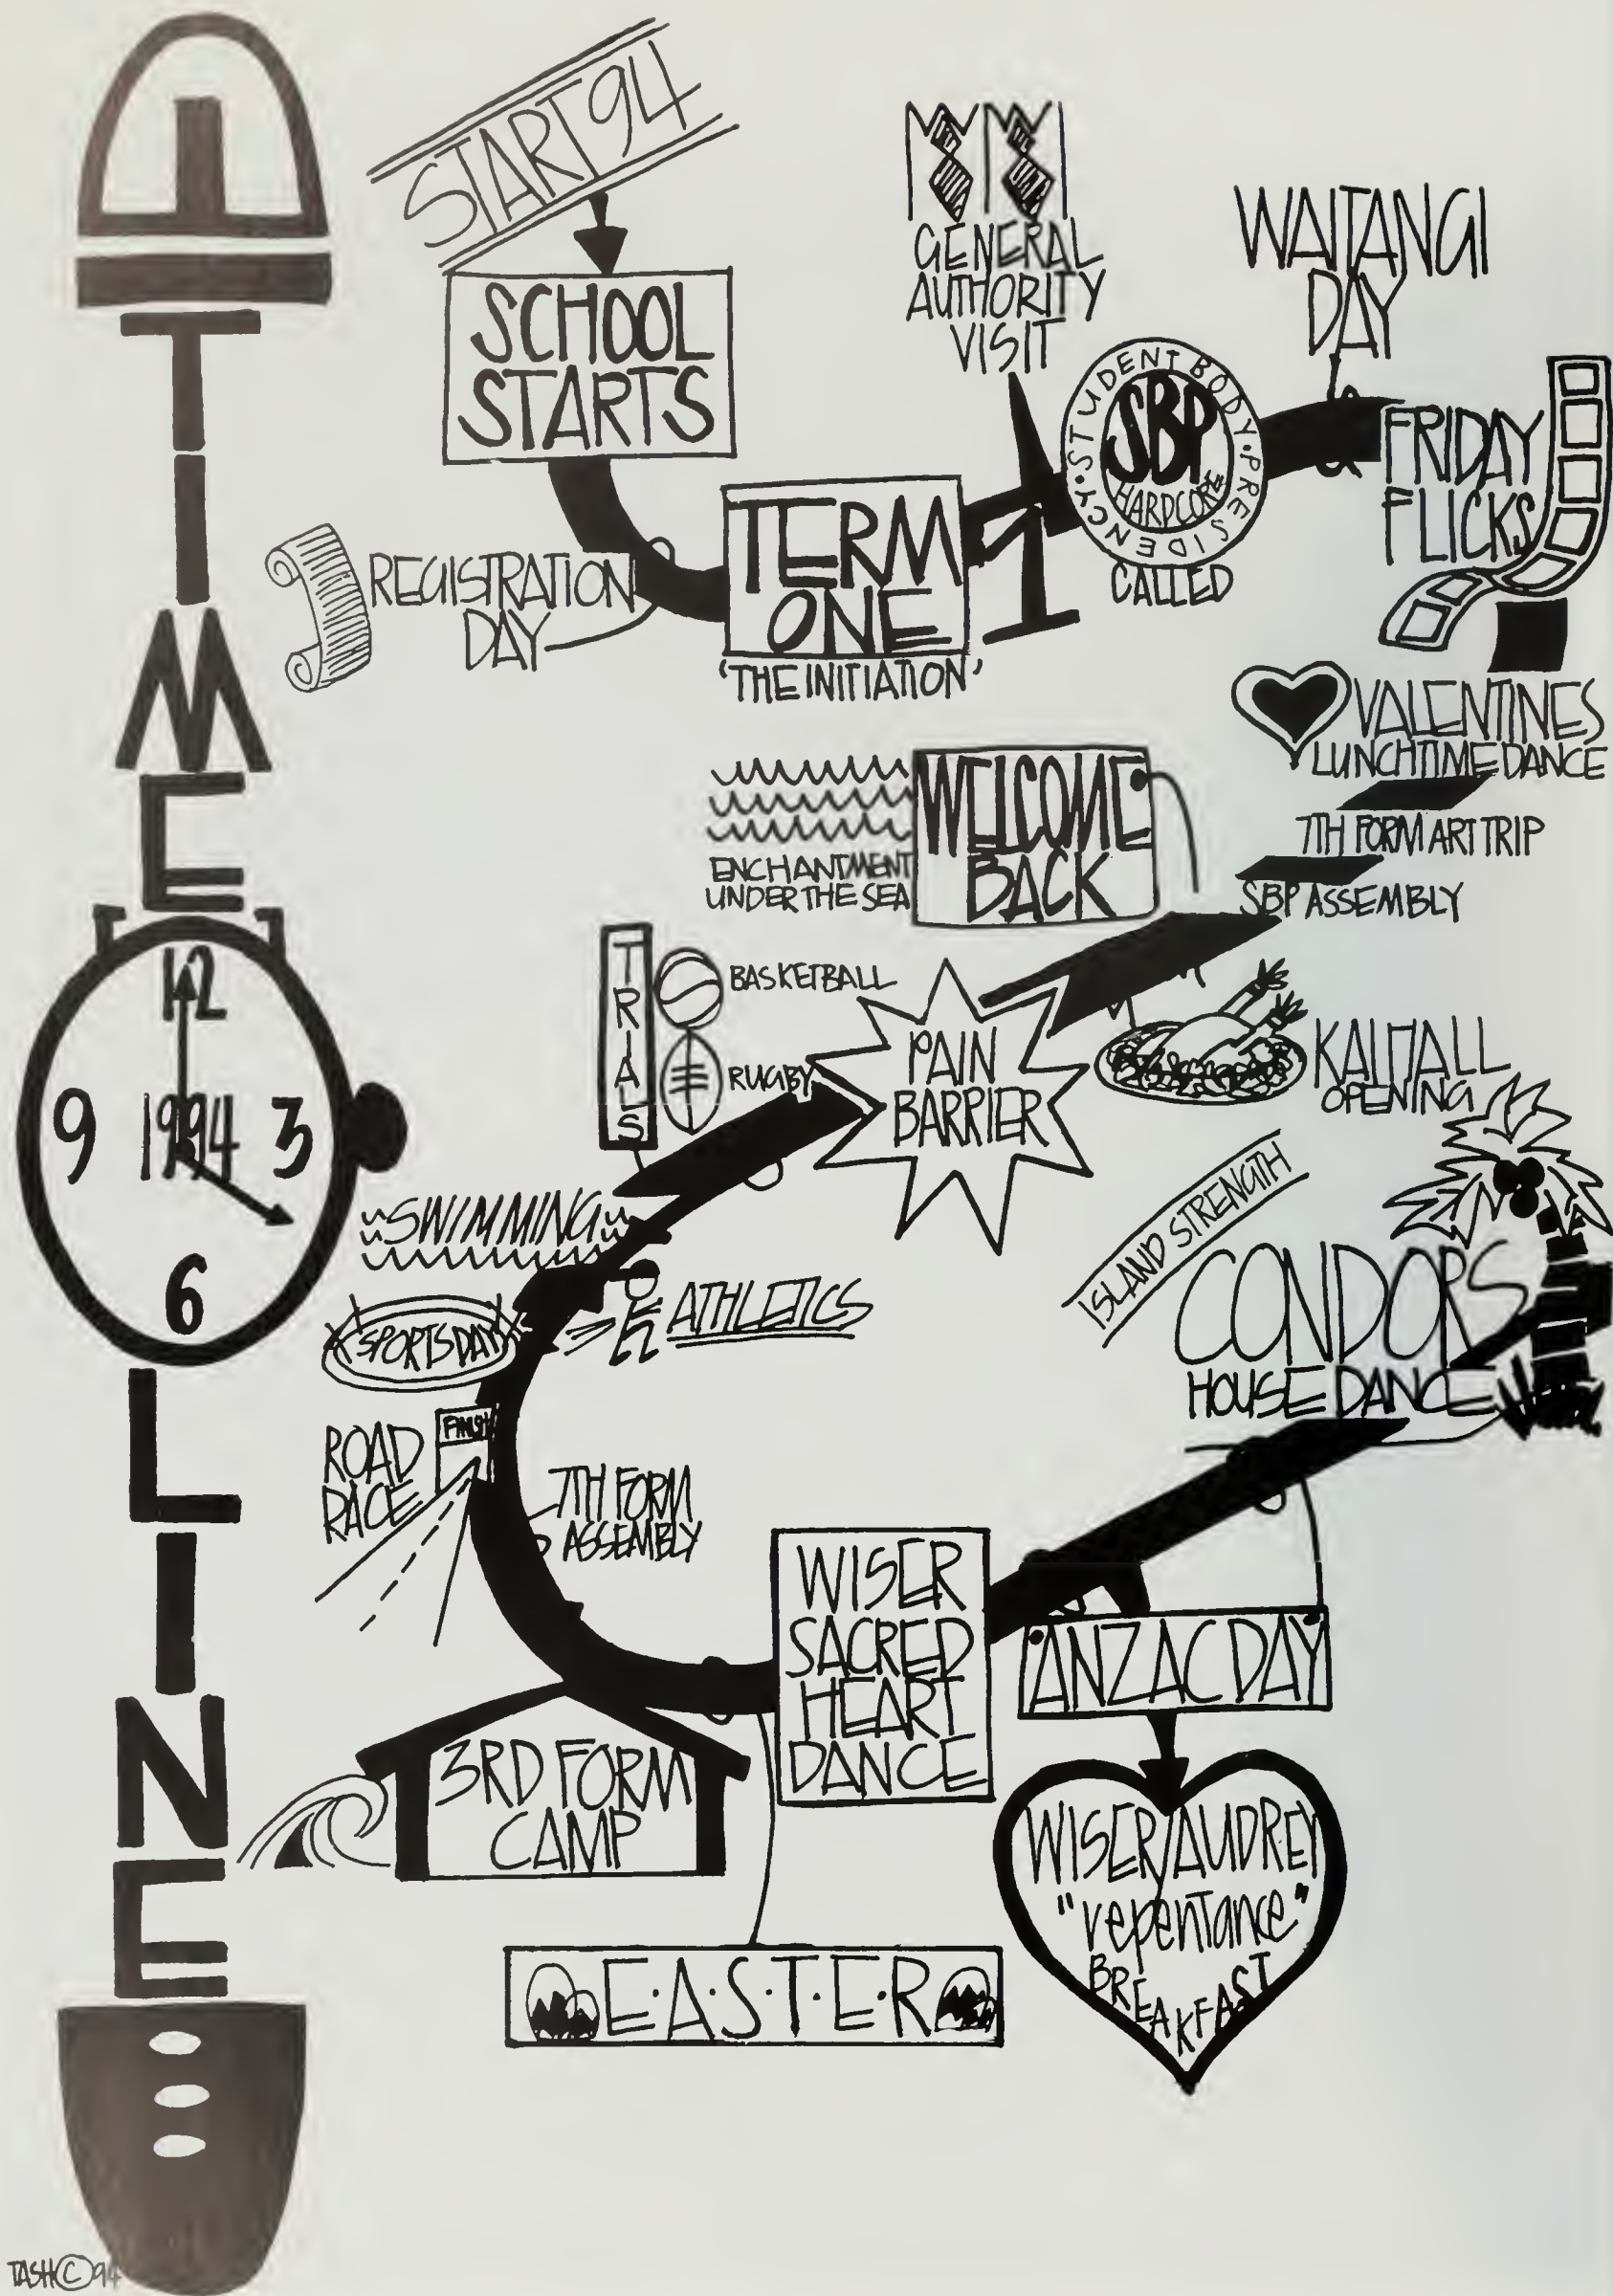 TIME
12
9 1994 3
6
LINE
START 94
SCHOOL
STARTS
REGISTRATION
DAY
TERM
ONE
'THE INITIATION'
1
GENERAL
AUTHORITY
VISIT
STUDENT BODY • PRESIDENCY •
SBP
HARDCORE
CALLED
WAITANGI
DAY
FRIDAY
FLICKS
VALENTINES
LUNCHTIME DANCE
7TH FORM ART TRIP
SBP ASSEMBLY
WELCOME
BACK
ENCHANTMENT
UNDER THE SEA
KAI HALL
OPENING
PAIN
BARRIER
TRIALS
BASKETBALL
RUGBY
SWIMMING
ATHLETICS
SPORTS DAY
ROAD
RACE
FINISH
7TH FORM
ASSEMBLY
3RD FORM
CAMP
E.A.S.T.E.R
WISER
SACRED
HEART
DANCE
ANZAC DAY
WISER/AUDREY
"repentance"
BREAKFAST
ISLAND STRENGTH
CONDORS
HOUSE DANCE
TASH © 94